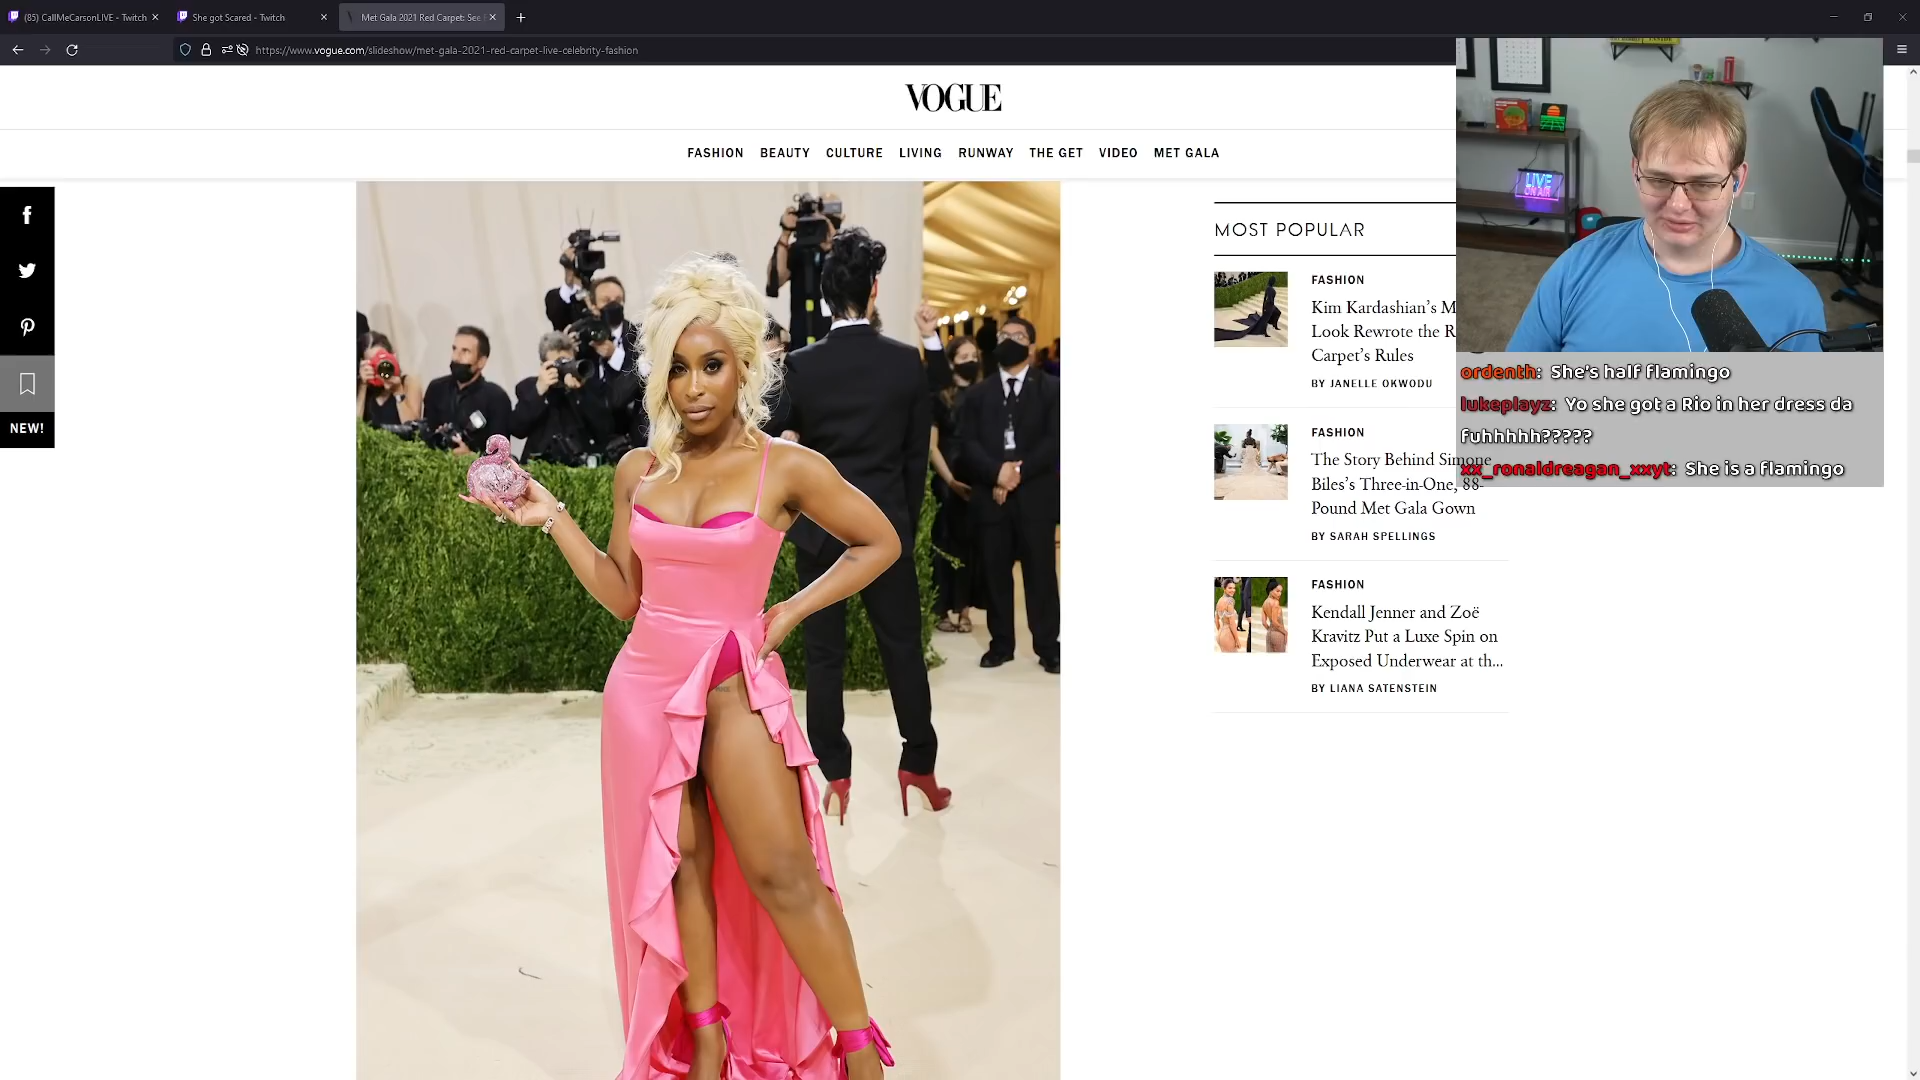 (85) CallMeCarsonLIVE - Twitch
She got Scared - Twitch
Met Gala 2021 Red Carpet: See
https://www.vogue.com/slideshow/met-gala-2021-red-carpet-live-celebrity-fashion
VOGUE
FASHION BEAUTY CULTURE LIVING RUNWAY THE GET VIDEO MET GALA
NEW!
MOST POPULAR
FASHION
Kim Kardashian's M
Look Rewrote the R
Carpet's Rules
BY JANELLE OKWODU
FASHION
The Story Behind Simone
Biles's Three-in-One, 88-
Pound Met Gala Gown
BY SARAH SPELLINGS
FASHION
Kendall Jenner and Zoë
Kravitz Put a Luxe Spin on
Exposed Underwear at th...
BY LIANA SATENSTEIN
LIVE
ON AIR
ordenth: She's half flamingo
lukeplayz: Yo she got a Rio in her dress da
fuhhhhh?????
xx_ronaldreagan_xxyt: She is a flamingo